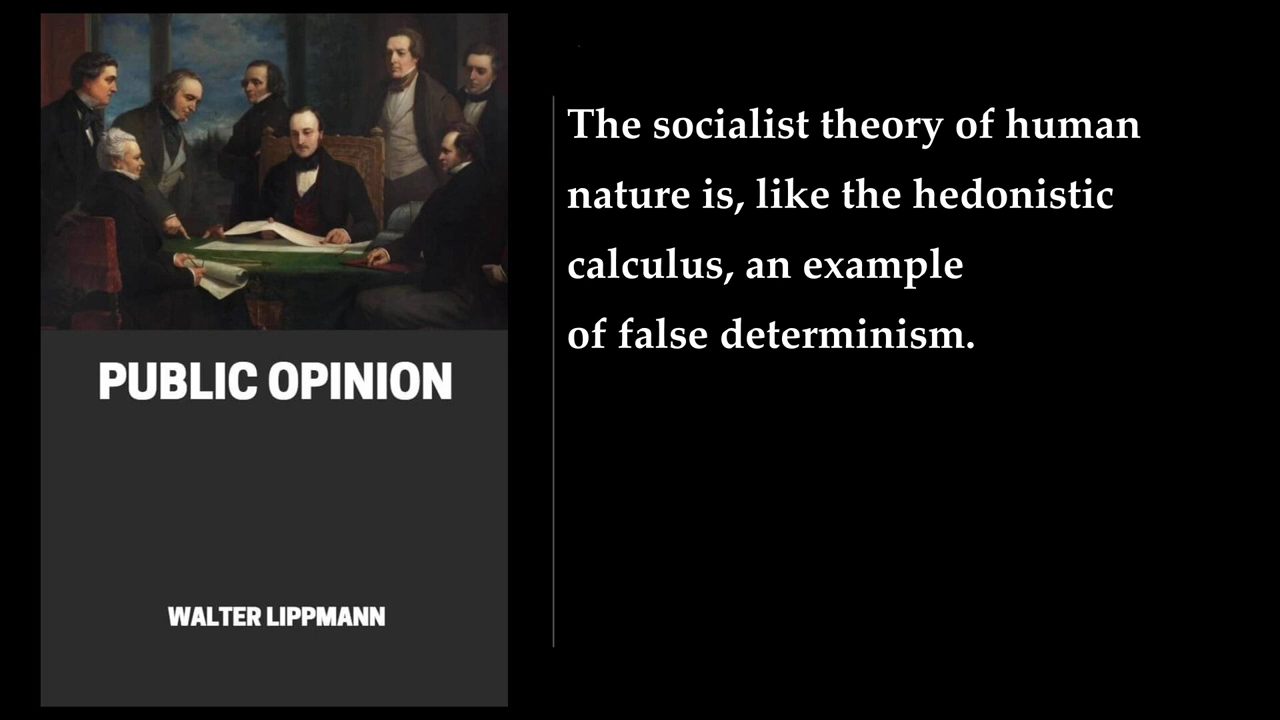 PUBLIC OPINION
WALTER LIPPMANN
The socialist theory of human
nature is, like the hedonistic
calculus, an example
of false determinism.